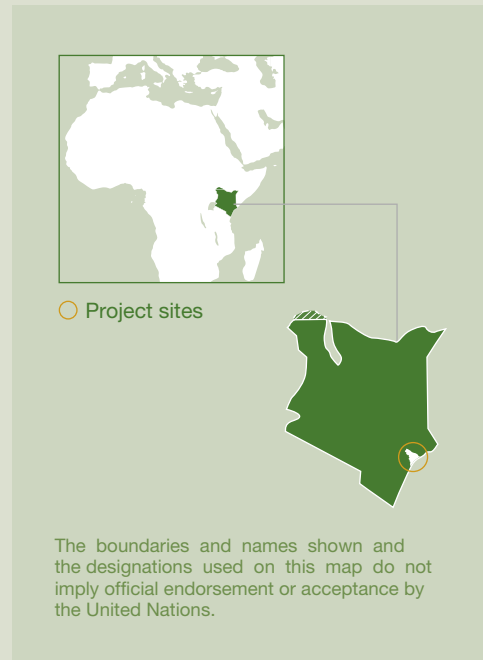 Project sites
The boundaries and names shown and
the designations used on this map do not
imply official endorsement or acceptance by
the United Nations.